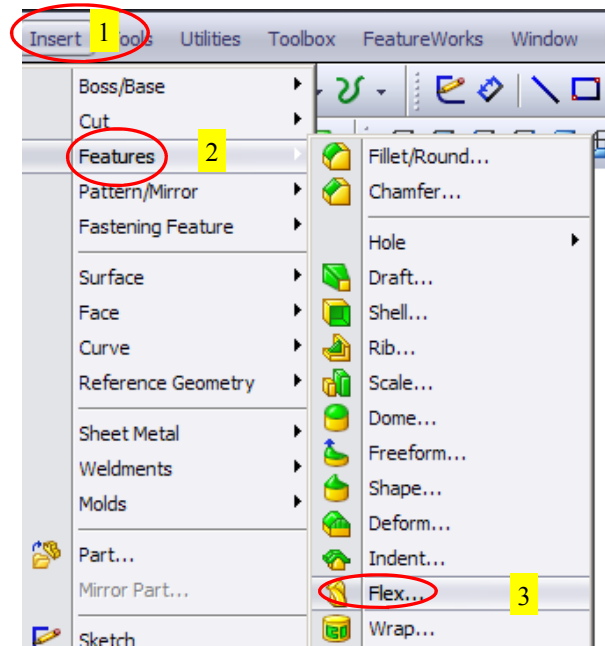 Insert 1 Tools Utilities Toolbox FeatureWorks Window
Boss/Base
Cut
Features 2
Pattern/Mirror
Fastening Feature
Surface
Face
Curve
Reference Geometry
Sheet Metal
Weldments
Molds
Part...
Mirror Part...
Sketch
Fillet/Round...
Chamfer...
Hole
Draft...
Shell...
Rib...
Scale...
Dome...
Freeform...
Shape...
Deform...
Indent...
Flex... 3
Wrap...